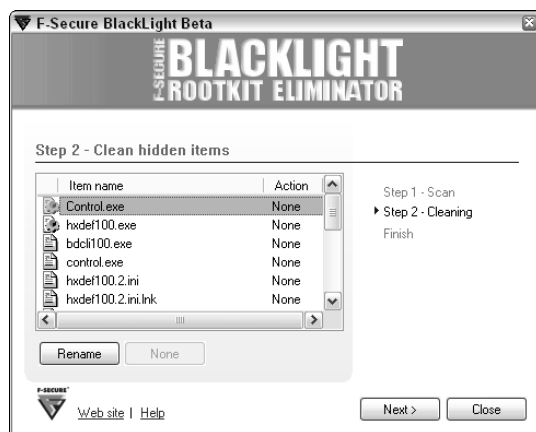 F-Secure BlackLight Beta
F-SECURE
BLACKLIGHT
ROOTKIT ELIMINATOR
Step 2 - Clean hidden items
Item name Action
Control.exe None
hxdef100.exe None
bdcli100.exe None
control.exe None
hxdef100.2.ini None
hxdef100.2.ini.lnk None
Rename None
Step 1 - Scan
Step 2 - Cleaning
Finish
F-SECURE
Web site | Help
Next > Close